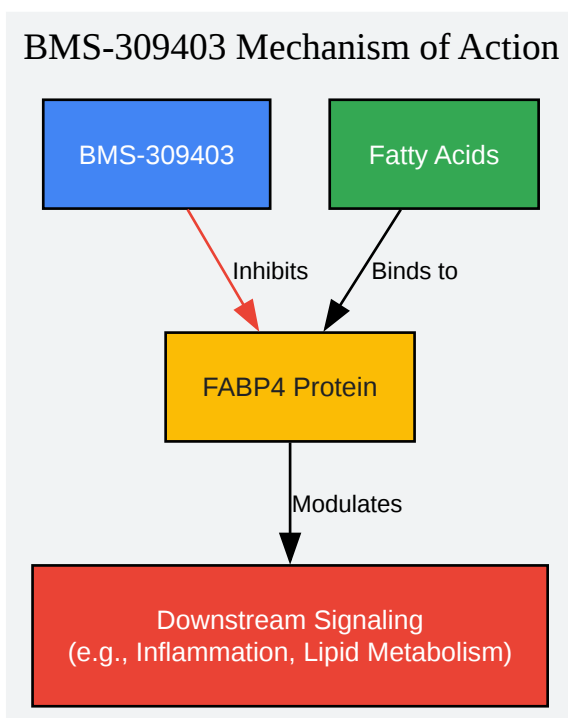 BMS-309403 Mechanism of Action
BMS-309403
Fatty Acids
Inhibits
Binds to
FABP4 Protein
Modulates
Downstream Signaling
(e.g., Inflammation, Lipid Metabolism)